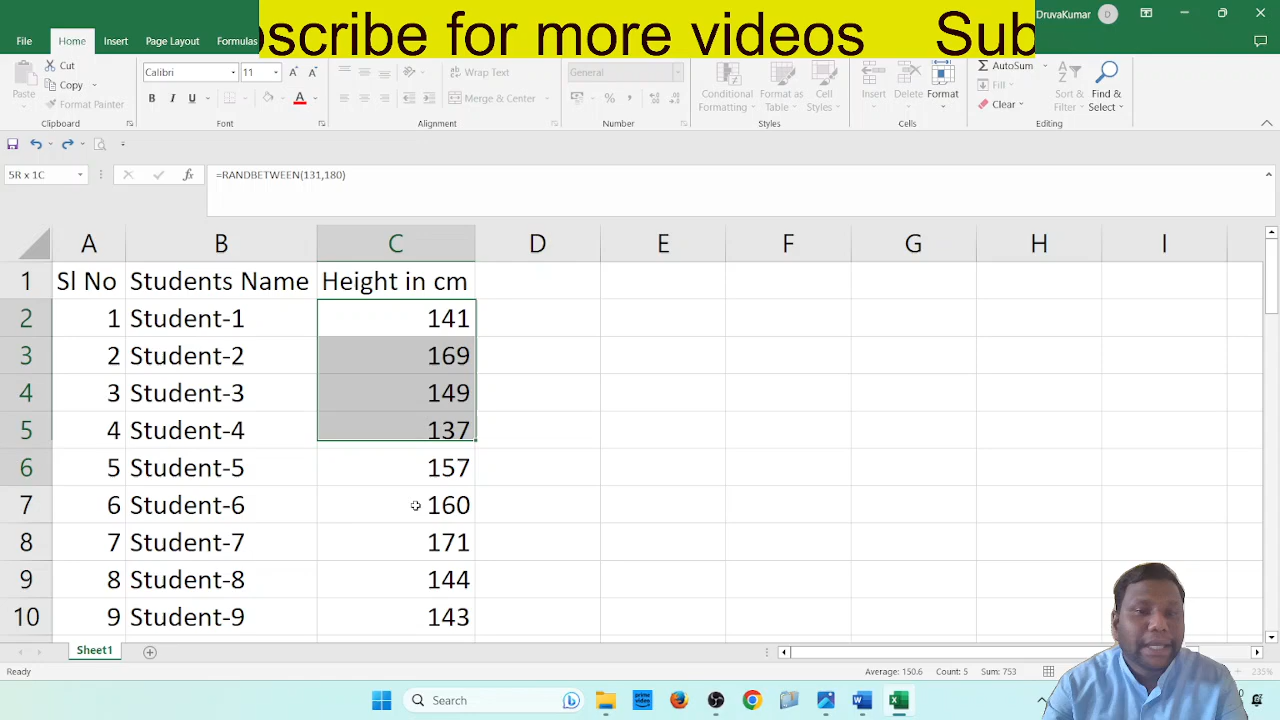 oscribe for more videos Sub
DruvaKumar D
File Home Insert Page Layout Formulas
Cut
Copy
Format Painter
Paste
Clipboard
Calibri 11
B I U
Font
Wrap Text
Merge & Center
Alignment
General
Number
Conditional Formatting
Format as Table
Cell Styles
Styles
Insert Delete Format
Cells
AutoSum
Fill
Clear
Sort & Filter
Find & Select
Editing
5R x 1C fx =RANDBETWEEN(131,180)
A B C D E F G H I
1 Sl No Students Name Height in cm
2 1 Student-1 141
3 2 Student-2 169
4 3 Student-3 149
5 4 Student-4 137
6 5 Student-5 157
7 6 Student-6 160
8 7 Student-7 171
9 8 Student-8 144
10 9 Student-9 143
Sheet1
Ready Average: 150.6 Count: 5 Sum: 753 235%
Search